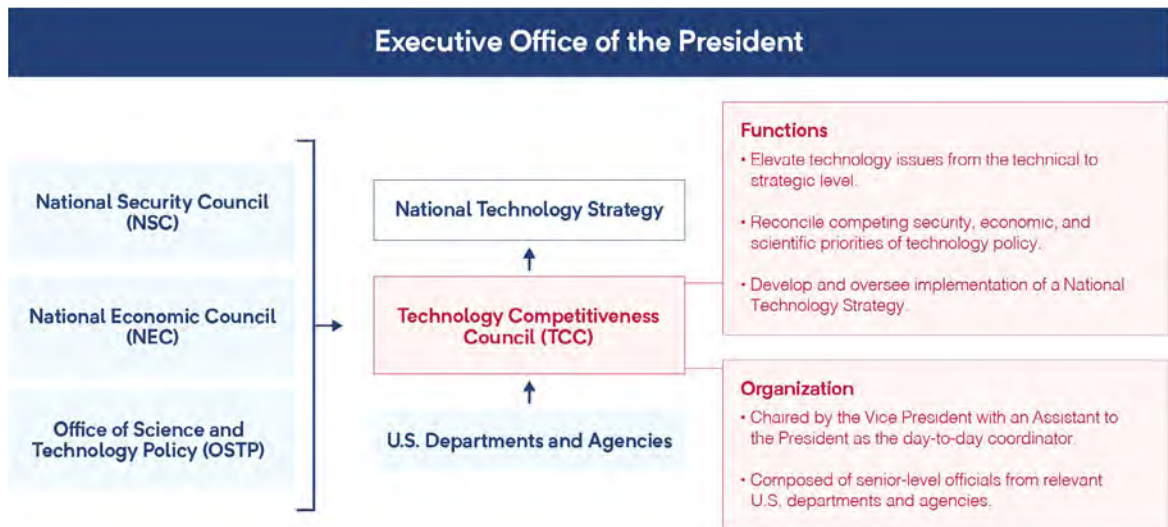 Executive Office of the President
National Security Council
(NSC)
National Economic Council
(NEC)
Office of Science and
Technology Policy (OSTP)
National Technology Strategy
Technology Competitiveness
Council (TCC)
U.S. Departments and Agencies
Functions
• Elevate technology issues from the technical to
strategic level.
• Reconcile competing security, economic, and
scientific priorities of technology policy.
• Develop and oversee implementation of a National
Technology Strategy.
Organization
• Chaired by the Vice President with an Assistant to
the President as the day-to-day coordinator.
• Composed of senior-level officials from relevant
U.S. departments and agencies.